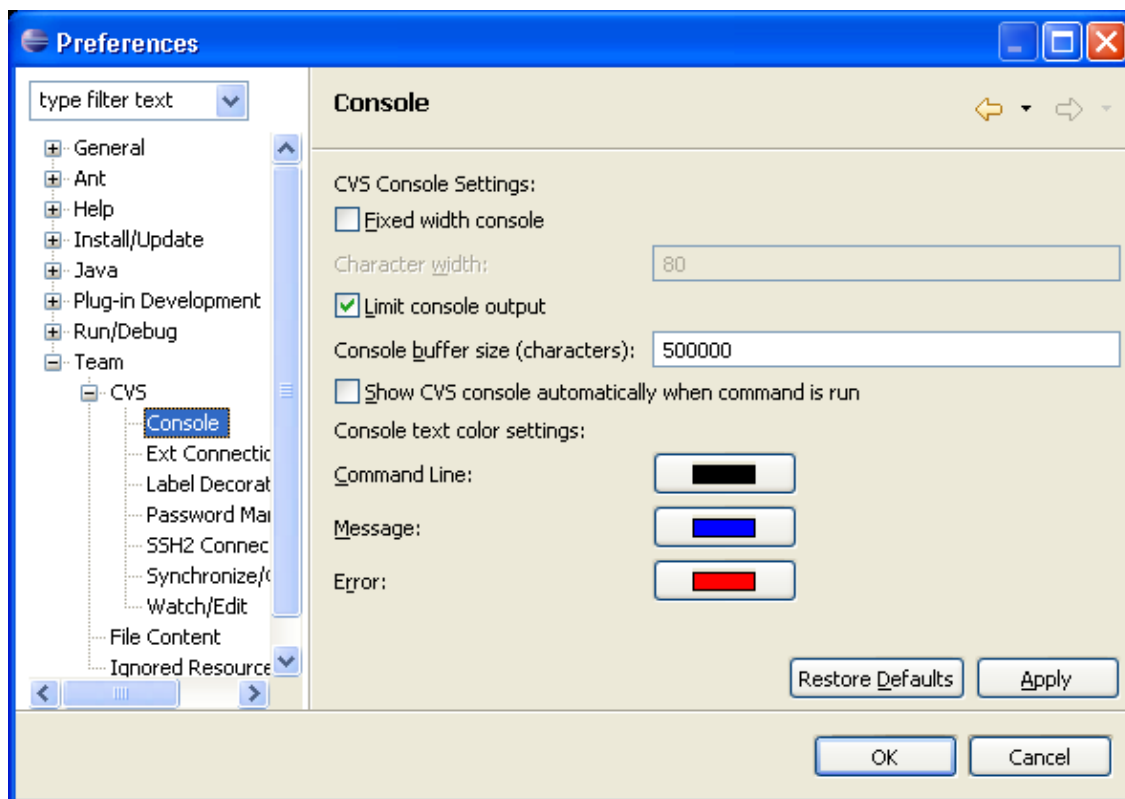 Preferences
type filter text
General
Ant
Help
Install/Update
Java
Plug-in Development
Run/Debug
Team
CVS
Console
Ext Connectio
Label Decorat
Password Mar
SSH2 Connec
Synchronize/
Watch/Edit
File Content
Ignored Resource
Console
CVS Console Settings:
Fixed width console
Character width: 80
Limit console output
Console buffer size (characters): 500000
Show CVS console automatically when command is run
Console text color settings:
Command Line:
Message:
Error:
Restore Defaults Apply
OK Cancel